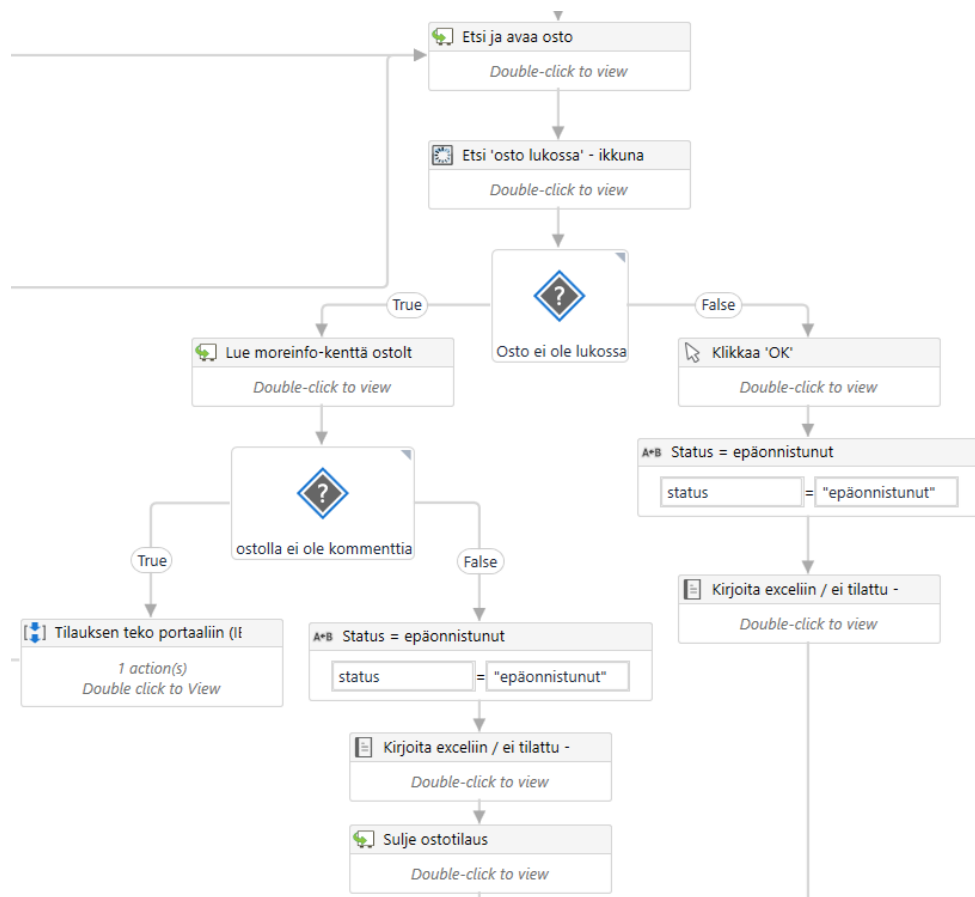 Etsi ja avaa osto
Double-click to view
Etsi 'osto lukossa' - ikkuna
Double-click to view
True
?
False
Osto ei ole lukossa
Lue moreinfo-kenttä ostolt
Double-click to view
Klikkaa 'OK'
Double-click to view
A+B Status = epäonnistunut
status = "epäonnistunut"
?
ostolla ei ole kommenttia
True
False
Kirjoita exceliin / ei tilattu -
Double-click to view
Tilauksen teko portaaliin (IE
1 action(s)
Double click to View
A+B Status = epäonnistunut
status = "epäonnistunut"
Kirjoita exceliin / ei tilattu -
Double-click to view
Sulje ostotilaus
Double-click to view